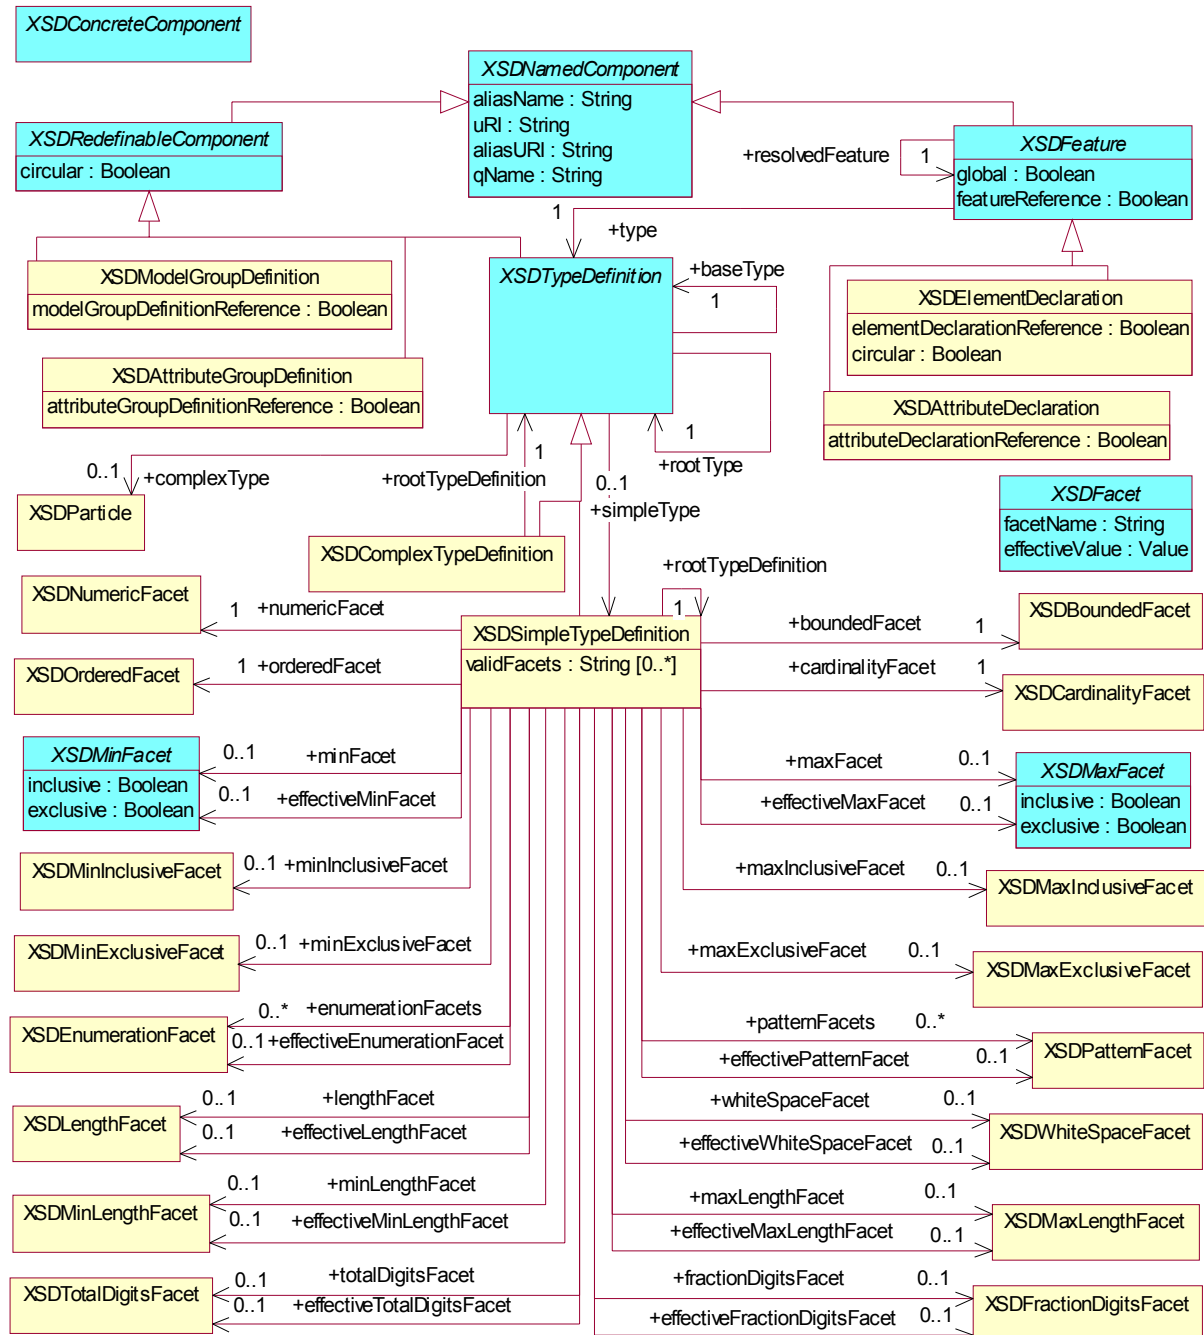 XSDConcreteComponent
XSDNamedComponent
aliasName : String
uRI : String
aliasURI : String
qName : String
XSDRedefinableComponent
circular : Boolean
+resolvedFeature
1
XSDFeature
global : Boolean
featureReference : Boolean
1
+type
XSDModelGroupDefinition
modelGroupDefinitionReference : Boolean
XSDTypeDefinition
+baseType
1
XSDElementDeclaration
elementDeclarationReference : Boolean
circular : Boolean
XSDAttributeGroupDefinition
attributeGroupDefinitionReference : Boolean
XSDAttributeDeclaration
attributeDeclarationReference : Boolean
1
+rootType
0..1
+complexType
1
+rootTypeDefinition
0..1
+simpleType
XSDParticle
XSDComplexTypeDefinition
XSDFacet
facetName : String
effectiveValue : Value
+rootTypeDefinition
1
XSDNumericFacet
1
+numericFacet
XSDSimpleTypeDefinition
validFacets : String [0..*]
+boundedFacet
1
XSDBoundedFacet
XSDOrderedFacet
1
+orderedFacet
+cardinalityFacet
1
XSDCardinalityFacet
XSDMinFacet
inclusive : Boolean
exclusive : Boolean
0..1
+minFacet
0..1
+effectiveMinFacet
+maxFacet
0..1
+effectiveMaxFacet
0..1
XSDMaxFacet
inclusive : Boolean
exclusive : Boolean
XSDMinInclusiveFacet
0..1
+minInclusiveFacet
+maxInclusiveFacet
0..1
XSDMaxInclusiveFacet
XSDMinExclusiveFacet
0..1
+minExclusiveFacet
+maxExclusiveFacet
0..1
XSDMaxExclusiveFacet
XSDEnumerationFacet
0..*
+enumerationFacets
0..1
+effectiveEnumerationFacet
+patternFacets
0..*
+effectivePatternFacet
0..1
XSDPatternFacet
XSDLengthFacet
0..1
+lengthFacet
0..1
+effectiveLengthFacet
+whiteSpaceFacet
0..1
+effectiveWhiteSpaceFacet
0..1
XSDWhiteSpaceFacet
XSDMinLengthFacet
0..1
+minLengthFacet
0..1
+effectiveMinLengthFacet
+maxLengthFacet
0..1
+effectiveMaxLengthFacet
0..1
XSDMaxLengthFacet
XSDTotalDigitsFacet
0..1
+totalDigitsFacet
0..1
+effectiveTotalDigitsFacet
+fractionDigitsFacet
0..1
+effectiveFractionDigitsFacet
0..1
XSDFractionDigitsFacet